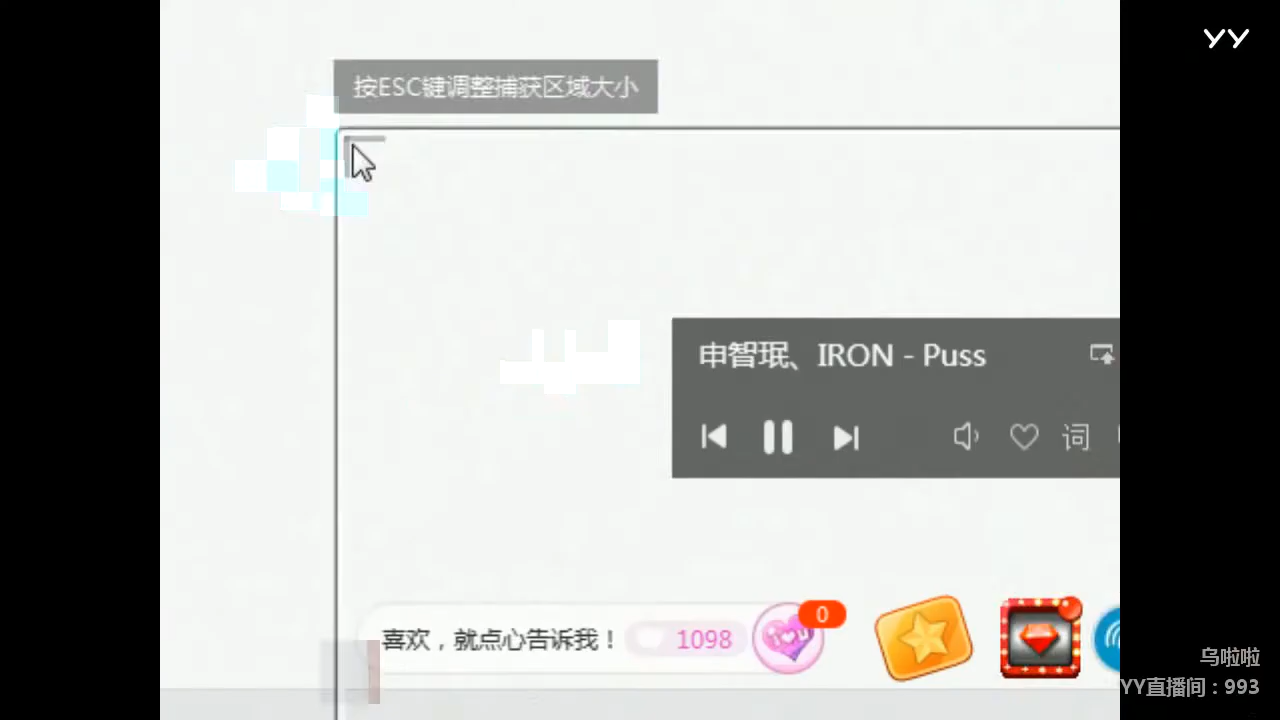 YY
按ESC键调整捕获区域大小
申智珉、IRON - Puss
词
喜欢，就点心告诉我！ 1098 0
I U
乌啦啦
YY直播间：993